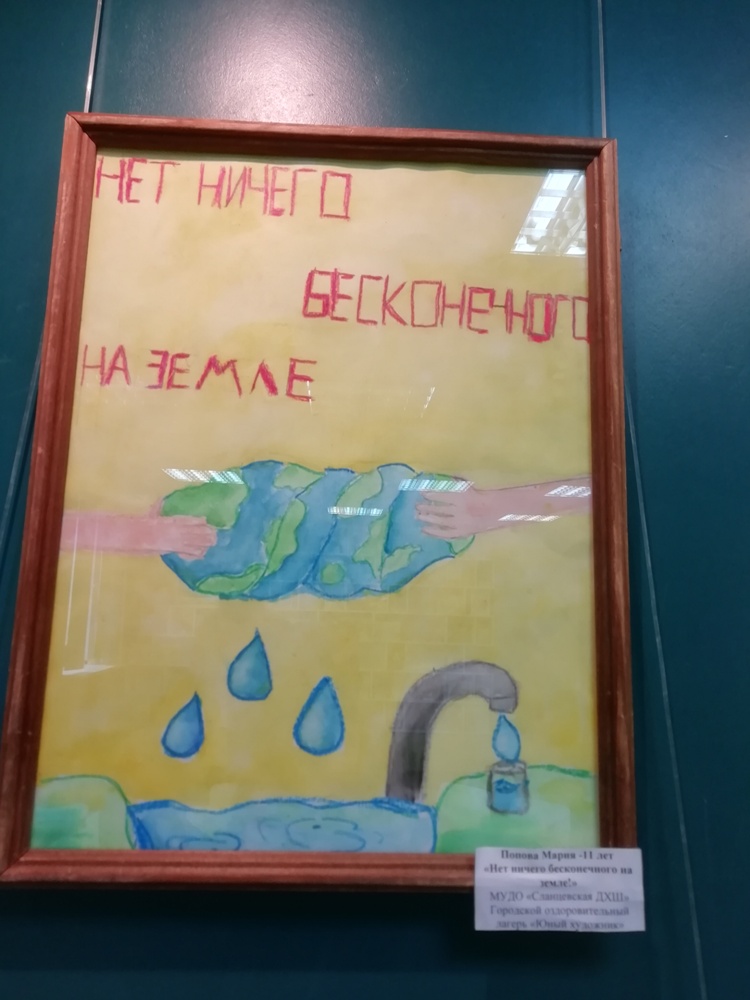 НЕТ НИЧЕГО
БЕСКОНЕЧНОГО
НА ЗЕМЛЕ
Попова Мария -11 лет
«Нет ничего бесконечного на
земле!»
МУДО «Сланцевская ДХШ»
Городской оздоровительный
лагерь «Юный художник»